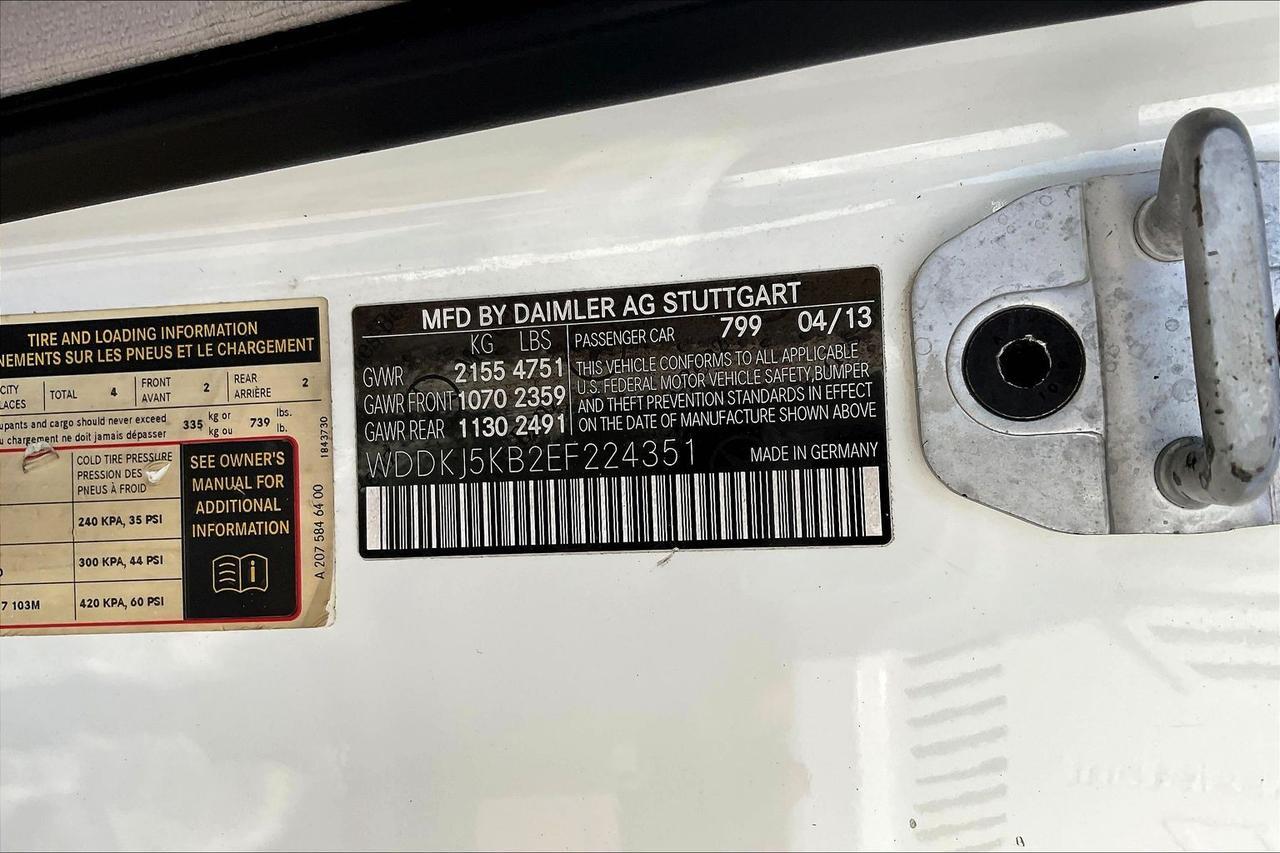 TIRE AND LOADING INFORMATION
NEMENTS SUR LES PNEUS ET LE CHARGEMENT
CITY
LACES
TOTAL 4
FRONT
AVANT 2
REAR
ARRIÈRE 2
upants and cargo should never exceed
u chargement ne doit jamais dépasser
335 kg or
kg ou
739 lbs.
lb.
COLD TIRE PRESSURE
PRESSION DES
PNEUS À FROID
240 KPA, 35 PSI
300 KPA, 44 PSI
7 103M
420 KPA, 60 PSI
SEE OWNER'S
MANUAL FOR
ADDITIONAL
INFORMATION
i
1843730
A 207 584 64 00
MFD BY DAIMLER AG STUTTGART
KG LBS
GVWR 2155 4751
GAWR FRONT 1070 2359
GAWR REAR 1130 2491
PASSENGER CAR 799 04/13
THIS VEHICLE CONFORMS TO ALL APPLICABLE
U.S. FEDERAL MOTOR VEHICLE SAFETY,BUMPER
AND THEFT PREVENTION STANDARDS IN EFFECT
ON THE DATE OF MANUFACTURE SHOWN ABOVE
WDDKJ5KB2EF224351
MADE IN GERMANY